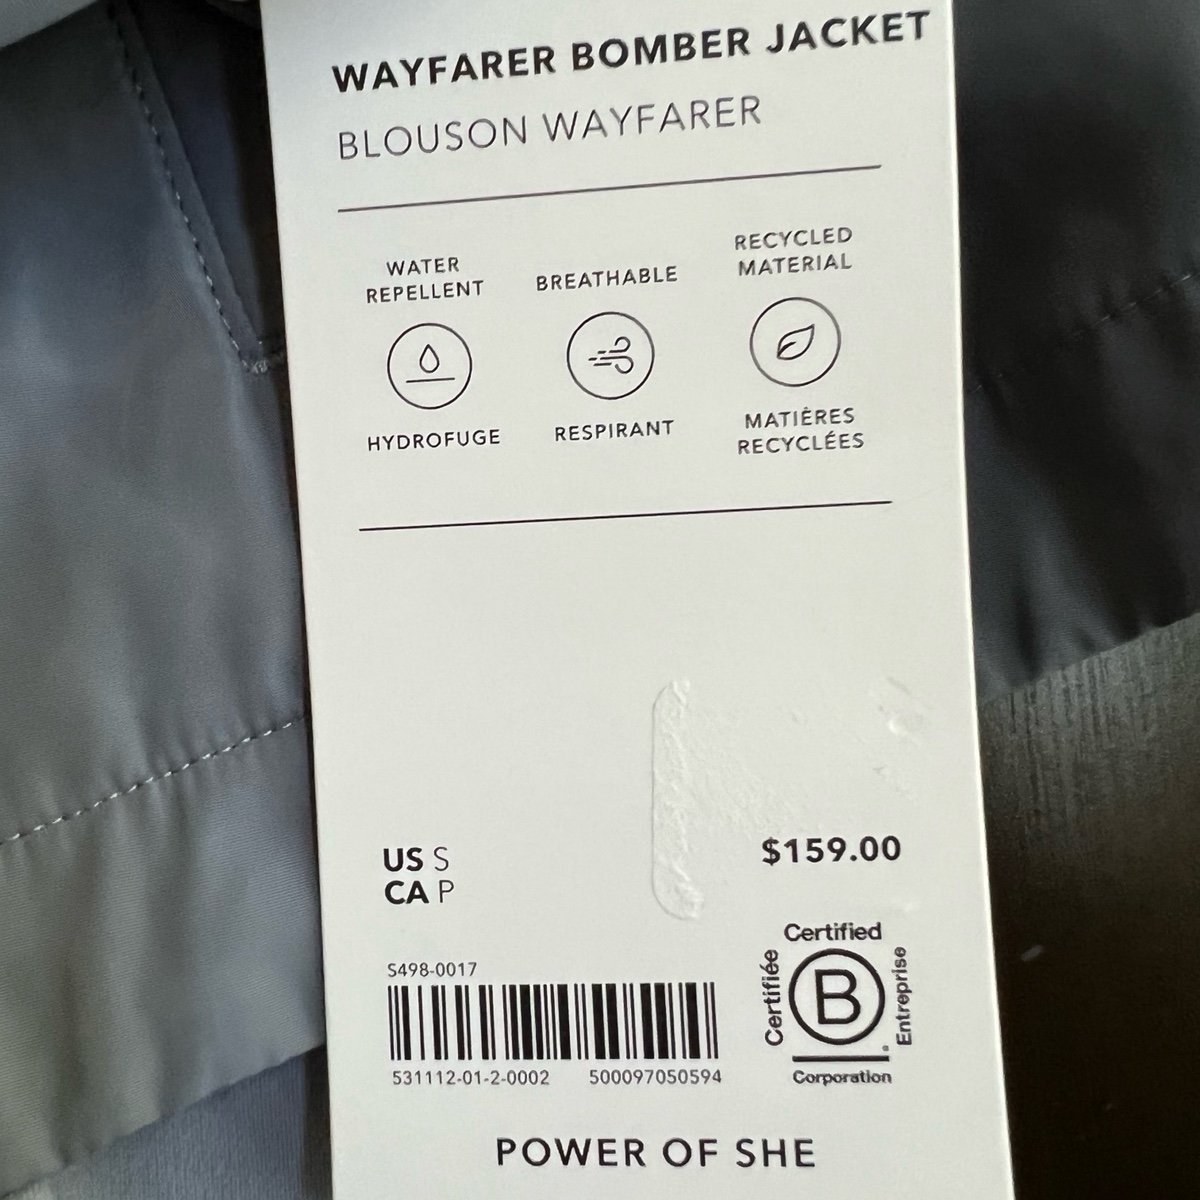 WAYFARER BOMBER JACKET
BLOUSON WAYFARER
WATER
REPELLENT
HYDROFUGE
BREATHABLE
RESPIRANT
RECYCLED
MATERIAL
MATIÈRES
RECYCLÉES
US S
CA P
$159.00
S498-0017
531112-01-2-0002 500097050594
Certified
Certifiée
B
Entreprise
Corporation
POWER OF SHE